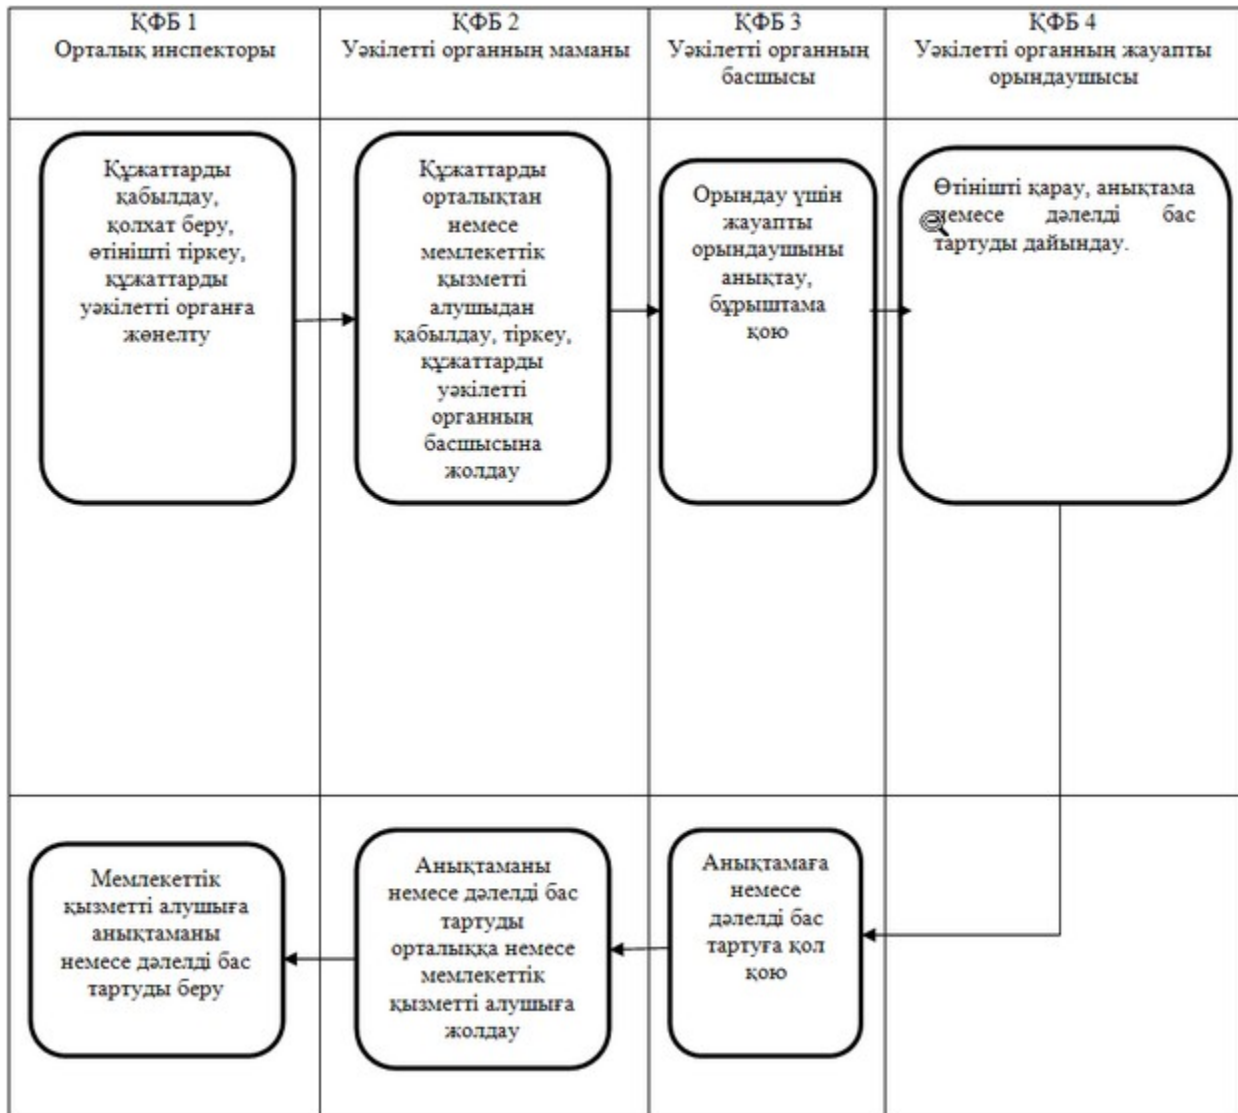 ҚФБ 1
Орталық инспекторы
ҚФБ 2
Уәкілетті органның маманы
ҚФБ 3
Уәкілетті органның
басшысы
ҚФБ 4
Уәкілетті органның жауапты
орындаушысы
Құжаттарды
қабылдау,
қолхат беру,
өтінішті тіркеу,
құжаттарды
уәкілетті органға
жөнелту
Құжаттарды
орталықтан
немесе
мемлекеттік
қызметті
алушыдан
қабылдау, тіркеу,
құжаттарды
уәкілетті
органның
басшысына
жолдау
Орындау үшін
жауапты
орындаушыны
анықтау,
бұрыштама
қою
Өтінішті қарау, анықтама
немесе дәлелді бас
тартуды дайындау.
Мемлекеттік
қызметті алушыға
анықтаманы
немесе дәлелді бас
тартуды беру
Анықтаманы
немесе дәлелді бас
тартуды
орталыққа немесе
мемлекеттік
қызметті алушыға
жолдау
Анықтамаға
немесе
дәлелді бас
тартуға қол
қою